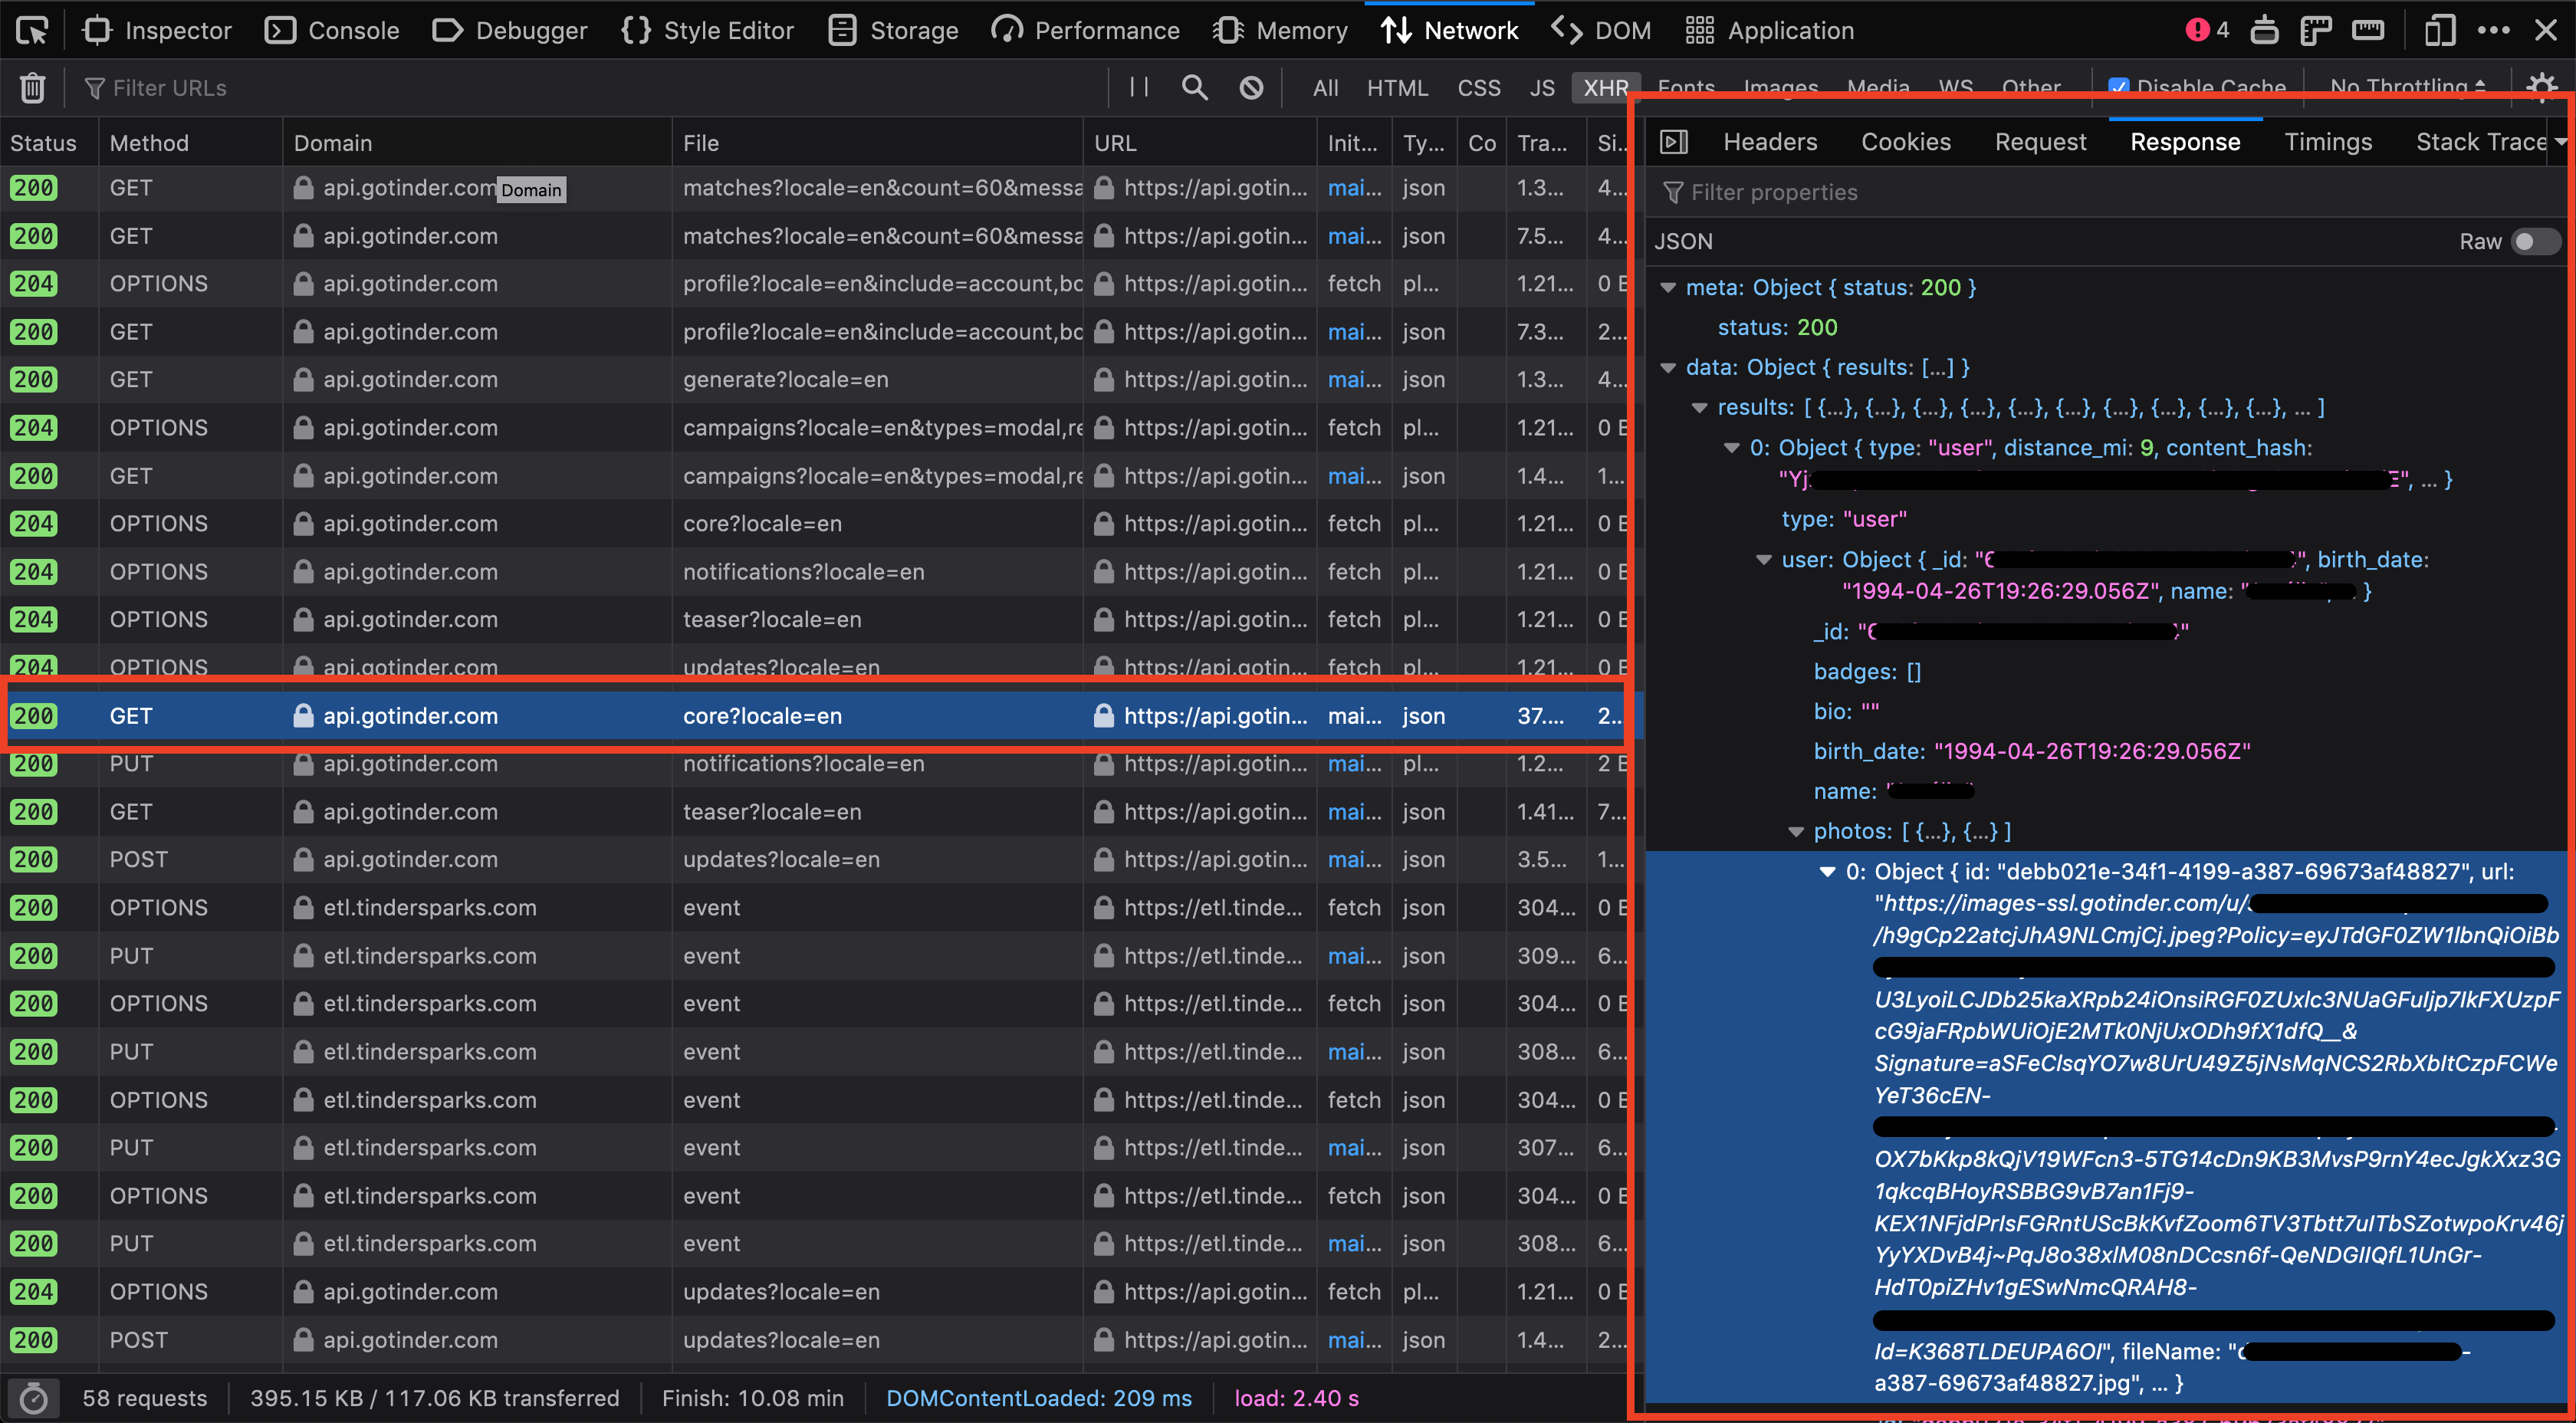 Inspector Console Debugger Style Editor Storage Performance Memory Network DOM Application 4
Filter URLs All HTML CSS JS XHR Fonts Images Media WS Other Disable Cache No Throttling
Status Method Domain File URL Init... Ty... Co Tra... Si...
200 GET api.gotinder.com matches?locale=en&count=60&messa https://api.gotin... mai... json 1.3... 4...
Domain
200 GET api.gotinder.com matches?locale=en&count=60&messa https://api.gotin... mai... json 7.5... 4...
204 OPTIONS api.gotinder.com profile?locale=en&include=account,bo https://api.gotin... fetch pl... 1.21... 0 B
200 GET api.gotinder.com profile?locale=en&include=account,bo https://api.gotin... mai... json 7.3... 2...
200 GET api.gotinder.com generate?locale=en https://api.gotin... mai... json 1.3... 4...
204 OPTIONS api.gotinder.com campaigns?locale=en&types=modal,re https://api.gotin... fetch pl... 1.21... 0 B
200 GET api.gotinder.com campaigns?locale=en&types=modal,re https://api.gotin... mai... json 1.4... 1...
204 OPTIONS api.gotinder.com core?locale=en https://api.gotin... fetch pl... 1.21... 0 B
204 OPTIONS api.gotinder.com notifications?locale=en https://api.gotin... fetch pl... 1.21... 0 B
204 OPTIONS api.gotinder.com teaser?locale=en https://api.gotin... fetch pl... 1.21... 0 B
204 OPTIONS api.gotinder.com updates?locale=en https://api.gotin... fetch pl... 1.21... 0 B
200 GET api.gotinder.com core?locale=en https://api.gotin... mai... json 37.... 2...
200 PUT api.gotinder.com notifications?locale=en https://api.gotin... mai... pl... 1.2... 2 B
200 GET api.gotinder.com teaser?locale=en https://api.gotin... mai... json 1.41... 7...
200 POST api.gotinder.com updates?locale=en https://api.gotin... mai... json 3.5... 1...
200 OPTIONS etl.tindersparks.com event https://etl.tinde... fetch json 304... 0 B
200 PUT etl.tindersparks.com event https://etl.tinde... mai... json 309... 6...
200 OPTIONS etl.tindersparks.com event https://etl.tinde... fetch json 304... 0 B
200 PUT etl.tindersparks.com event https://etl.tinde... mai... json 308... 6...
200 OPTIONS etl.tindersparks.com event https://etl.tinde... fetch json 304... 0 B
200 PUT etl.tindersparks.com event https://etl.tinde... mai... json 307... 6...
200 OPTIONS etl.tindersparks.com event https://etl.tinde... fetch json 304... 0 B
200 PUT etl.tindersparks.com event https://etl.tinde... mai... json 308... 6...
204 OPTIONS api.gotinder.com updates?locale=en https://api.gotin... fetch pl... 1.21... 0 B
200 POST api.gotinder.com updates?locale=en https://api.gotin... mai... json 1.4... 2...
58 requests 395.15 KB / 117.06 KB transferred Finish: 10.08 min DOMContentLoaded: 209 ms load: 2.40 s
Headers Cookies Request Response Timings Stack Trace
Filter properties
JSON Raw
meta: Object { status: 200 }
status: 200
data: Object { results: [...] }
results: [ {...}, {...}, {...}, {...}, {...}, {...}, {...}, {...}, {...}, {...}, ... ]
0: Object { type: "user", distance_mi: 9, content_hash:
"Yj E", ... }
type: "user"
user: Object { _id: "6 ", birth_date:
"1994-04-26T19:26:29.056Z", name: " }
_id: "6 "
badges: []
bio: ""
birth_date: "1994-04-26T19:26:29.056Z"
name:
photos: [ {...}, {...} ]
0: Object { id: "debb021e-34f1-4199-a387-69673af48827", url:
"https://images-ssl.gotinder.com/u/
/h9gCp22atcjJhA9NLCmjCj.jpeg?Policy=eyJTdGF0ZW1lbnQiOiBb
U3LyoiLCJDb25kaXRpb24iOnsiRGF0ZUxlc3NUaGFuIjp7IkFXUzpF
cG9jaFRpbWUiOjE2MTk0NjUxODh9fX1dfQ__&
Signature=aSFeClsqYO7w8UrU49Z5jNsMqNCS2RbXbItCzpFCWe
YeT36cEN-
OX7bKkp8kQjV19WFcn3-5TG14cDn9KB3MvsP9rnY4ecJgkXxz3G
1qkcqBHoyRSBBG9vB7an1Fj9-
KEX1NFjdPrIsFGRntUScBkKvfZoom6TV3Tbtt7uITbSZotwpoKrv46j
YyYXDvB4j~PqJ8o38xlM08nDCcsn6f-QeNDGIIQfL1UnGr-
HdT0piZHv1gESwNmcQRAH8-
Id=K368TLDEUPA6OI", fileName: "d -
a387-69673af48827.jpg", ... }